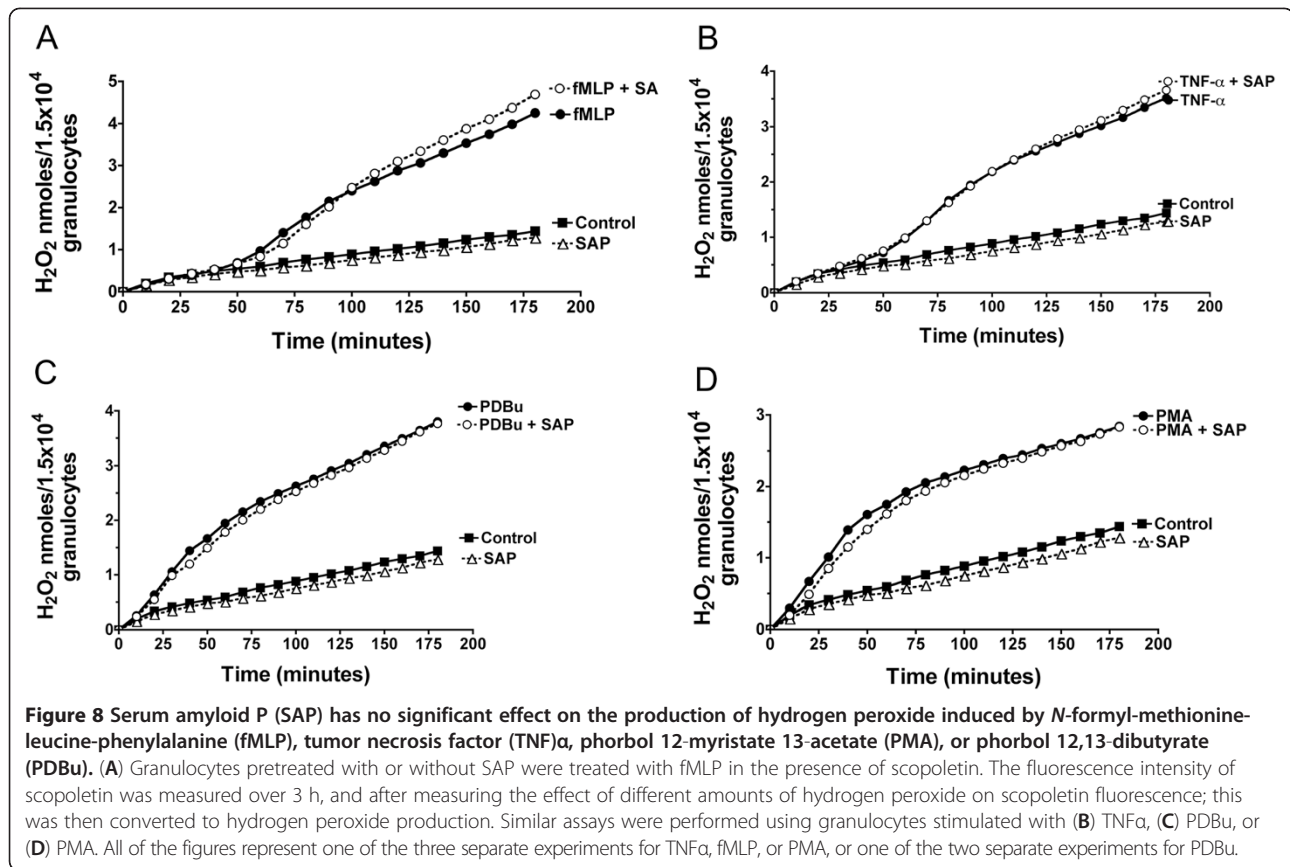 A
H₂O₂ nmoles/1.5x10⁴
granulocytes
5
4
3
2
1
0
0 25 50 75 100 125 150 175 200
Time (minutes)
fMLP + SA
fMLP
Control
SAP
B
H₂O₂ nmoles/1.5x10⁴
granulocytes
4
3
2
1
0
0 25 50 75 100 125 150 175 200
Time (minutes)
TNF-α + SAP
TNF-α
Control
SAP
C
H₂O₂ nmoles/1.5x10⁴
granulocytes
4
3
2
1
0
0 25 50 75 100 125 150 175 200
Time (minutes)
PDBu
PDBu + SAP
Control
SAP
D
H₂O₂ nmoles/1.5x10⁴
granulocytes
3
2
1
0
0 25 50 75 100 125 150 175 200
Time (minutes)
PMA
PMA + SAP
Control
SAP
Figure 8 Serum amyloid P (SAP) has no significant effect on the production of hydrogen peroxide induced by N-formyl-methionine-
leucine-phenylalanine (fMLP), tumor necrosis factor (TNF)α, phorbol 12-myristate 13-acetate (PMA), or phorbol 12,13-dibutyrate
(PDBu). (A) Granulocytes pretreated with or without SAP were treated with fMLP in the presence of scopoletin. The fluorescence intensity of
scopoletin was measured over 3 h, and after measuring the effect of different amounts of hydrogen peroxide on scopoletin fluorescence; this
was then converted to hydrogen peroxide production. Similar assays were performed using granulocytes stimulated with (B) TNFα, (C) PDBu, or
(D) PMA. All of the figures represent one of the three separate experiments for TNFα, fMLP, or PMA, or one of the two separate experiments for PDBu.